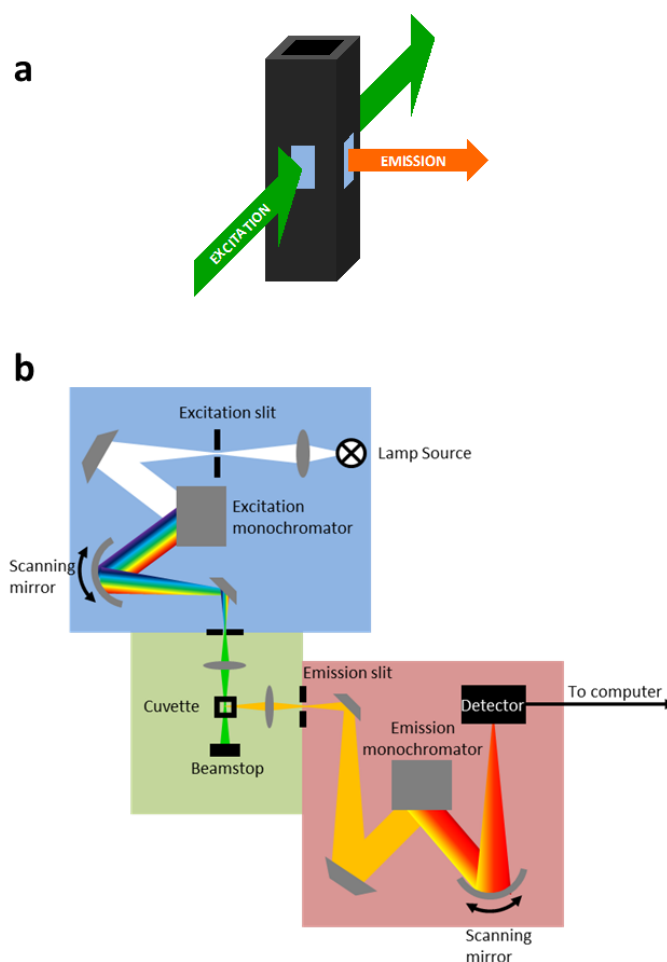 a
EXCITATION
EMISSION
b
Excitation slit
Lamp Source
Excitation
monochromator
Scanning
mirror
Emission slit
Cuvette
Beamstop
Emission
monochromator
Detector
To computer
Scanning
mirror